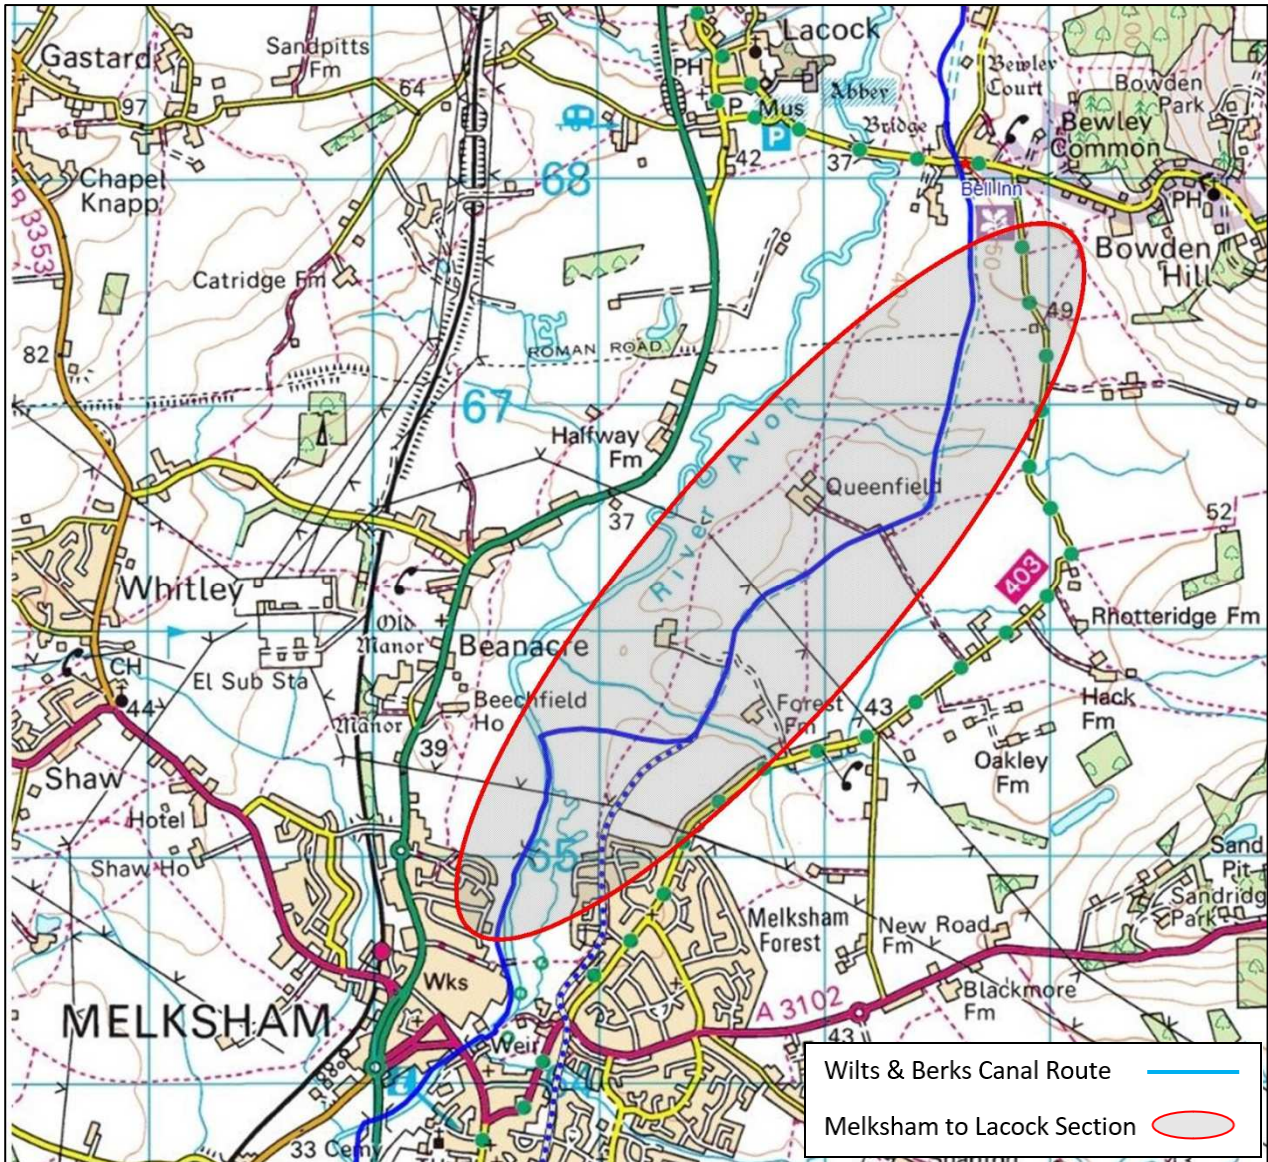 Gastard
Sandpitts
Fm
64
97
PH
Lacock
P
Mus
P
Abbey
Bewley
Court
Bowden
Park
Bewley
Common
Bridge
42
37
68
Chapel
Knapp
B 3353
Bell Inn
PH
Bowden
Hill
Catridge Fm
50
49
82
ROMAN ROAD
67
Halfway
Fm
River Avon
Queenfield
37
52
403
Whitley
Old
Manor
Beanacre
Rhotteridge Fm
CH
El Sub Sta
44
Manor
Beechfield
Ho
39
Forest
Fm
43
Hack
Fm
Oakley
Fm
Shaw
Hotel
Shaw Ho
65
Sand
Pit
Sandridge
Park
Melksham
Forest
New Road
Fm
Wks
MELKSHAM
Weir
A 3102
Blackmore
Fm
43
33
Cemy
Wilts & Berks Canal Route
Melksham to Lacock Section